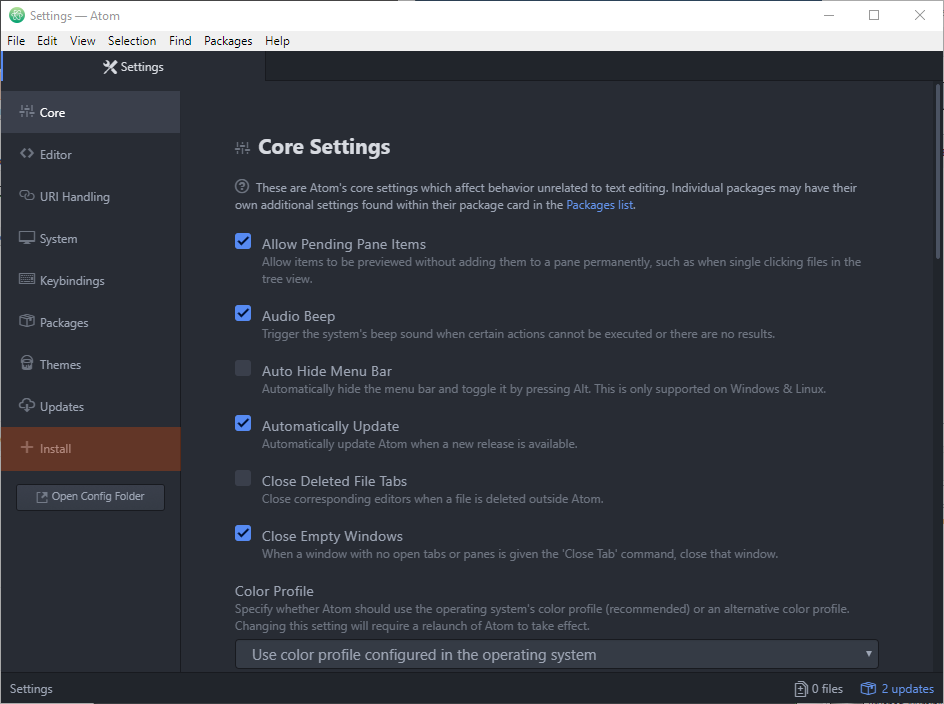 Settings — Atom
File Edit View Selection Find Packages Help
Settings
Core
Editor
URI Handling
System
Keybindings
Packages
Themes
Updates
Install
Open Config Folder
Core Settings
These are Atom's core settings which affect behavior unrelated to text editing. Individual packages may have their
own additional settings found within their package card in the Packages list.
Allow Pending Pane Items
Allow items to be previewed without adding them to a pane permanently, such as when single clicking files in the
tree view.
Audio Beep
Trigger the system's beep sound when certain actions cannot be executed or there are no results.
Auto Hide Menu Bar
Automatically hide the menu bar and toggle it by pressing Alt. This is only supported on Windows & Linux.
Automatically Update
Automatically update Atom when a new release is available.
Close Deleted File Tabs
Close corresponding editors when a file is deleted outside Atom.
Close Empty Windows
When a window with no open tabs or panes is given the 'Close Tab' command, close that window.
Color Profile
Specify whether Atom should use the operating system's color profile (recommended) or an alternative color profile.
Changing this setting will require a relaunch of Atom to take effect.
Use color profile configured in the operating system
Settings
0 files
2 updates